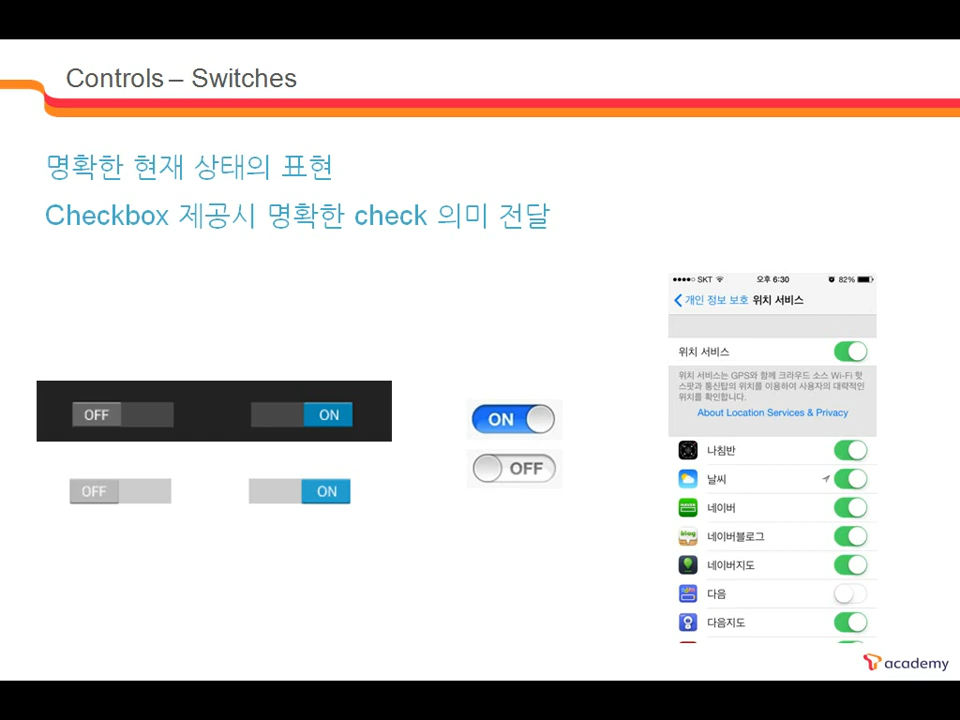 Controls – Switches
명확한 현재 상태의 표현
Checkbox 제공시 명확한 check 의미 전달
OFF
ON
OFF
ON
ON
OFF
SKT 오후 6:30 82%
개인 정보 보호 위치 서비스
위치 서비스
위치 서비스는 GPS와 함께 크라우드 소스 Wi-Fi 핫
스팟과 통신탑의 위치를 이용하여 사용자의 대략적인
위치를 확인합니다.
About Location Services & Privacy
나침반
날씨
네이버
blog 네이버블로그
네이버지도
다음
다음지도
academy